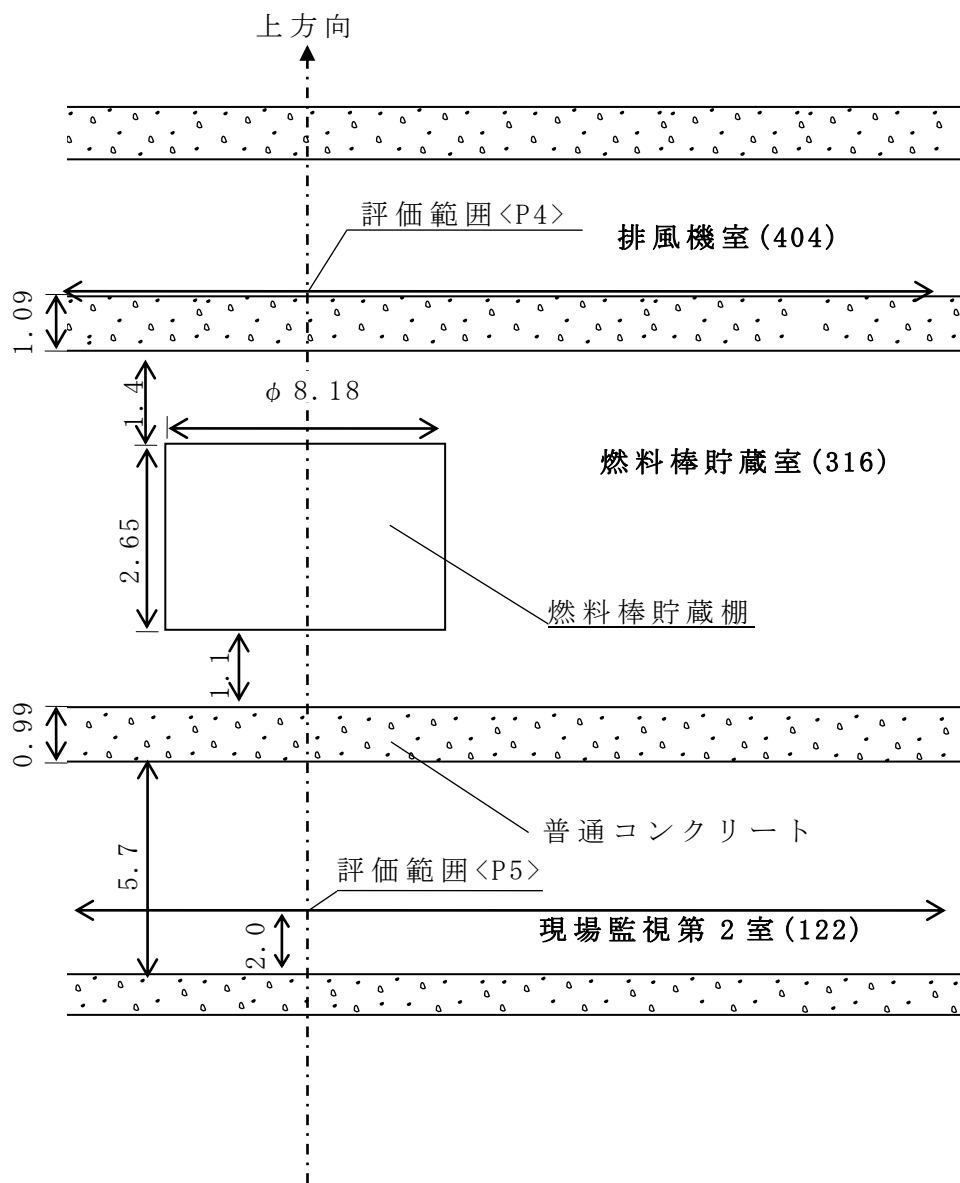 上方向
評価範囲<P4>
排風機室(404)
1.09
1.4
φ8.18
燃料棒貯蔵室(316)
2.65
燃料棒貯蔵棚
1.1
0.99
普通コンクリート
5.7
評価範囲<P5>
現場監視第2室(122)
2.0